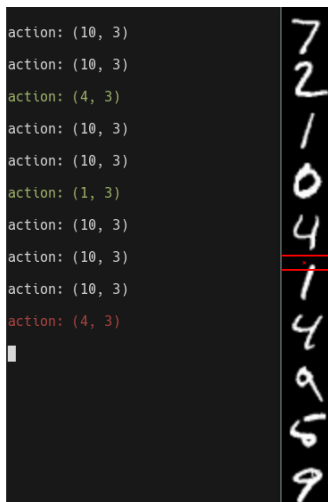 action: (10, 3)
action: (10, 3)
action: (4, 3)
action: (10, 3)
action: (10, 3)
action: (1, 3)
action: (10, 3)
action: (10, 3)
action: (10, 3)
action: (4, 3)
7
2
1
0
4
1
4
9
5
9